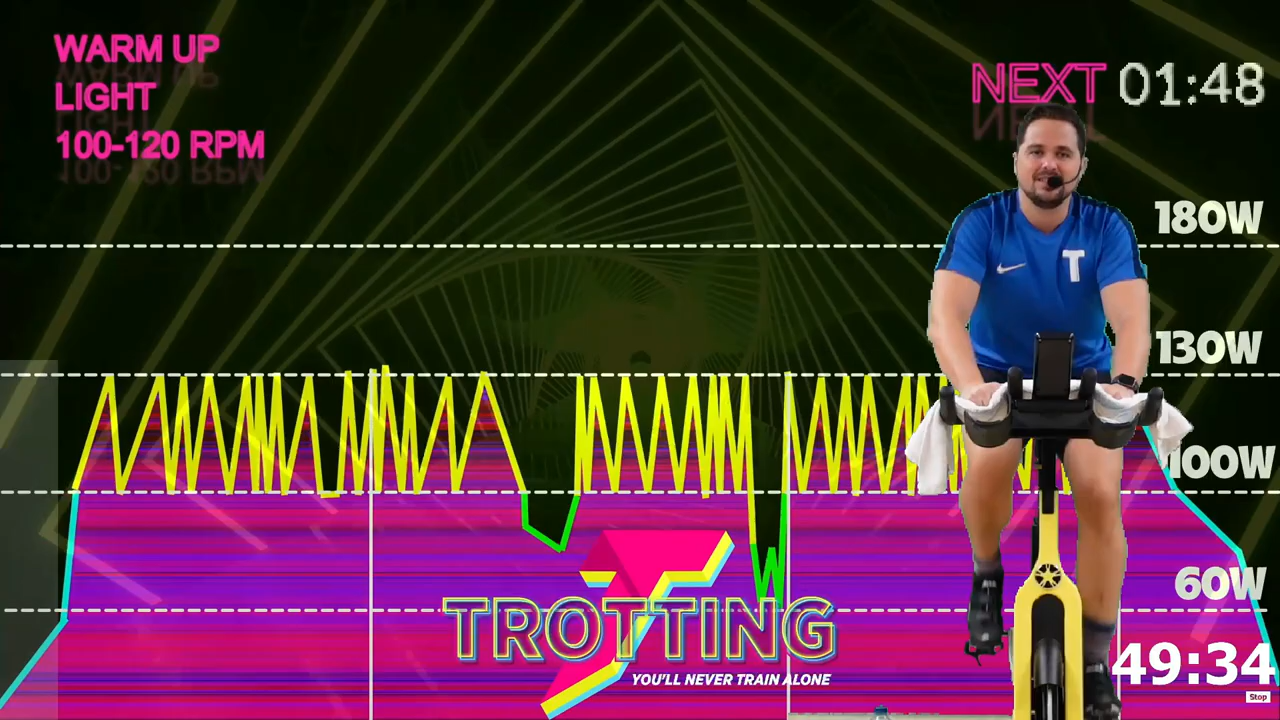 WARM UP
LIGHT
100-120 RPM
NEXT 01:48
180W
T
130W
100W
60W
TROTTING
YOU'LL NEVER TRAIN ALONE
49:34
Stop